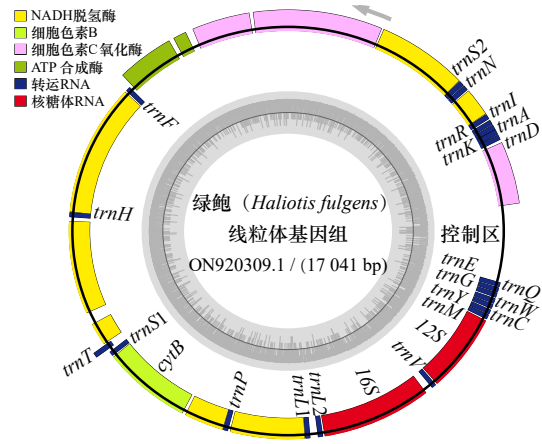 NADH脱氢酶
细胞色素B
细胞色素C氧化酶
ATP合成酶
转运RNA
核糖体RNA
trnS2
trnN
trnI
trnA
trnD
trnR
trnK
trnF
trnH
绿鲍（Haliotis fulgens）
线粒体基因组
ON920309.1 / (17 041 bp)
控制区
trnE
trnG
trnY
trnM
trnQ
trnW
trnC
12S
trnV
16S
trnL2
trnL1
trnP
cytB
trnS1
trnT